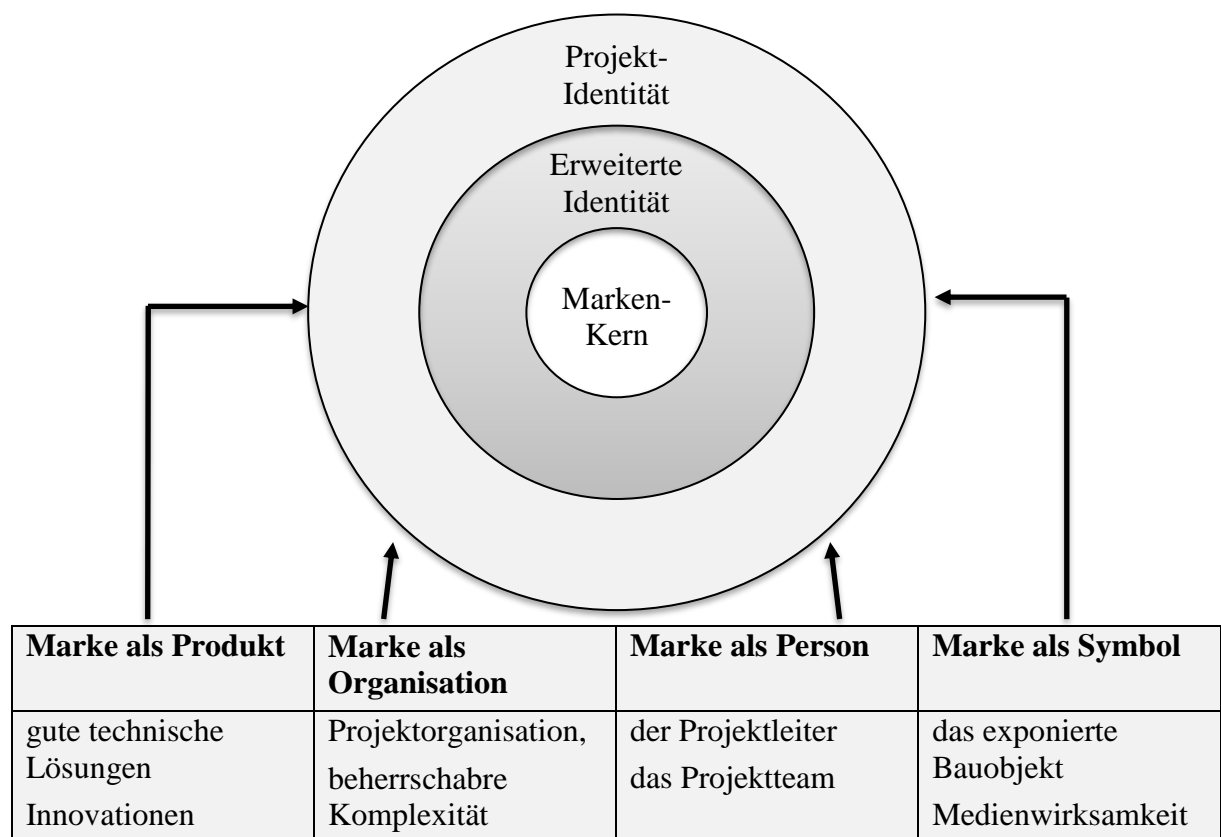 Projekt-
Identität
Erweiterte
Identität
Marken-
Kern
Marke als Produkt
Marke als
Organisation
Marke als Person
Marke als Symbol
gute technische
Lösungen
Innovationen
Projektorganisation,
beherrschabre
Komplexität
der Projektleiter
das Projektteam
das exponierte
Bauobjekt
Medienwirksamkeit